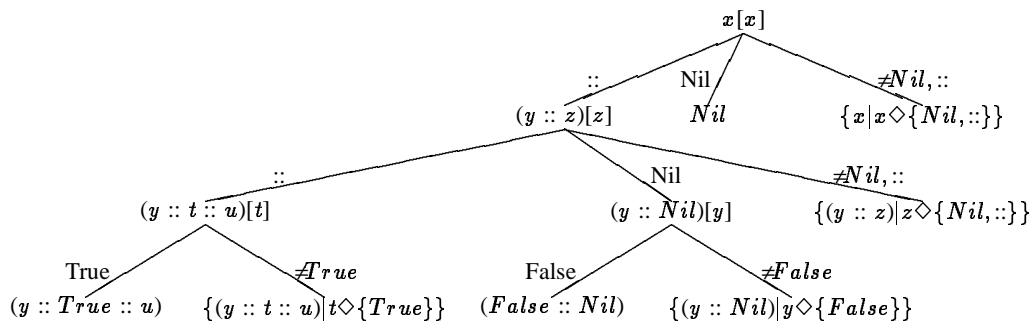 x[x]
:: Nil ≠Nil, ::
(y :: z)[z] Nil {x|x◇{Nil, ::}}
:: Nil ≠Nil, ::
(y :: t :: u)[t] (y :: Nil)[y] {(y :: z)|z◇{Nil, ::}}
True ≠True False ≠False
(y :: True :: u) {(y :: t :: u)|t◇{True}} (False :: Nil) {(y :: Nil)|y◇{False}}